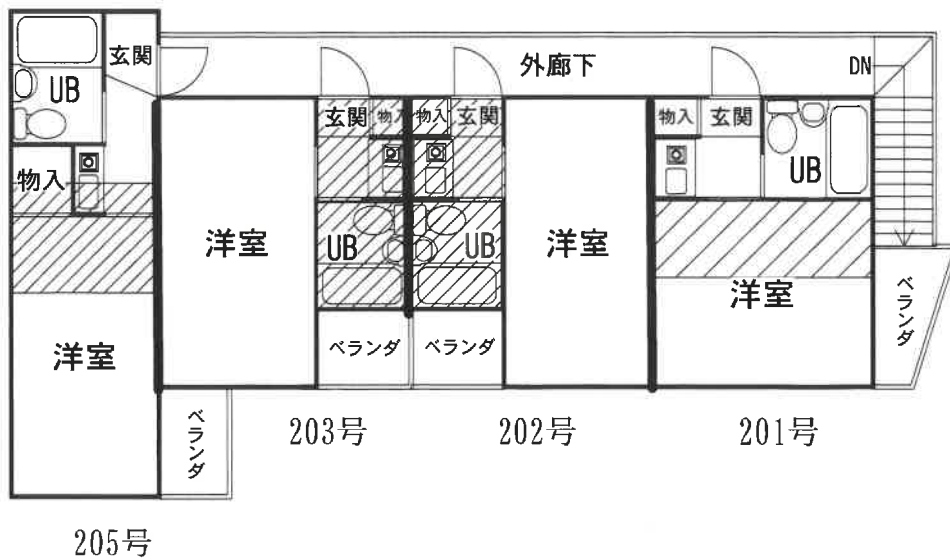 玄関
UB
物入
洋室
ベランダ
205号
洋室
玄関
物入
UB
ベランダ
203号
物入
玄関
UB
ベランダ
洋室
202号
外廊下
DN
物入
玄関
UB
洋室
ベランダ
201号